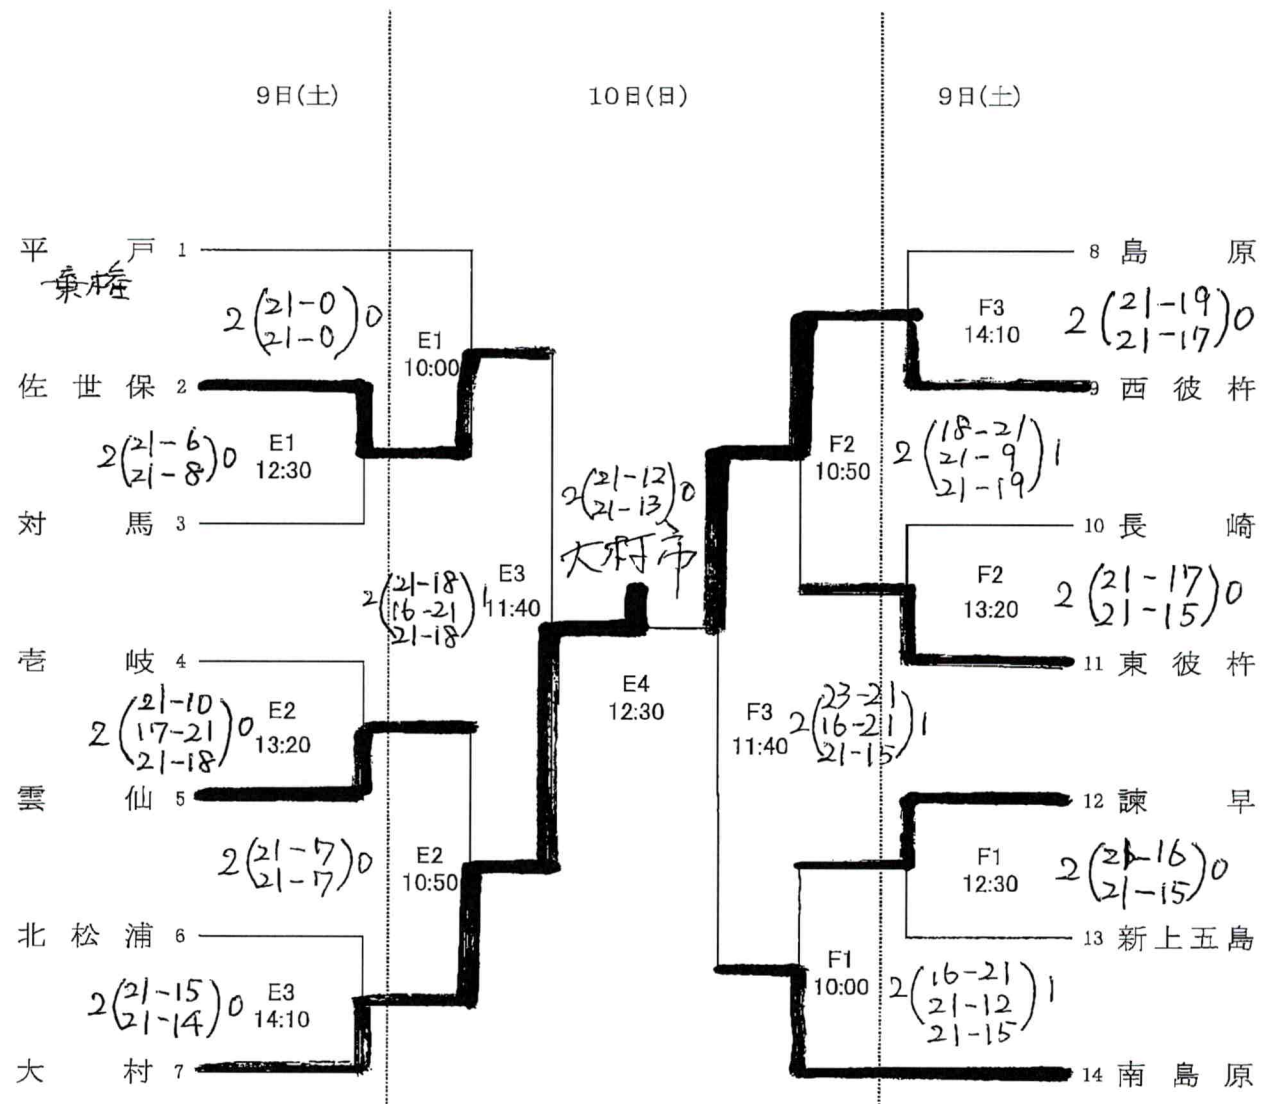 9日(土)
10日(日)
9日(土)
平戸 1
棄権
2(21-0 21-0)0
E1
10:00
佐世保 2
2(21-6 21-8)0
E1
12:30
対馬 3
2(21-18 16-21 21-18)1
E3
11:40
壱岐 4
2(21-10 17-21 21-18)0
E2
13:20
雲仙 5
2(21-7 21-7)0
E2
10:50
北松浦 6
2(21-15 21-14)0
E3
14:10
大村 7
2(21-12 21-13)0
大村市
E4
12:30
8 島原
F3
14:10
2(21-19 21-17)0
9 西彼杵
F2
10:50
2(18-21 21-9 21-19)1
10 長崎
F2
13:20
2(21-17 21-15)0
11 東彼杵
F3
11:40
2(23-21 16-21 21-15)1
12 諫早
F1
12:30
2(21-16 21-15)0
13 新上五島
F1
10:00
2(16-21 21-12 21-15)1
14 南島原